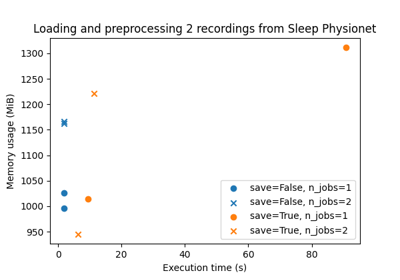 Loading and preprocessing 2 recordings from Sleep Physionet
Memory usage (MiB)
1300
1250
1200
1150
1100
1050
1000
950
save=False, n_jobs=1
save=False, n_jobs=2
save=True, n_jobs=1
save=True, n_jobs=2
0 20 40 60 80
Execution time (s)